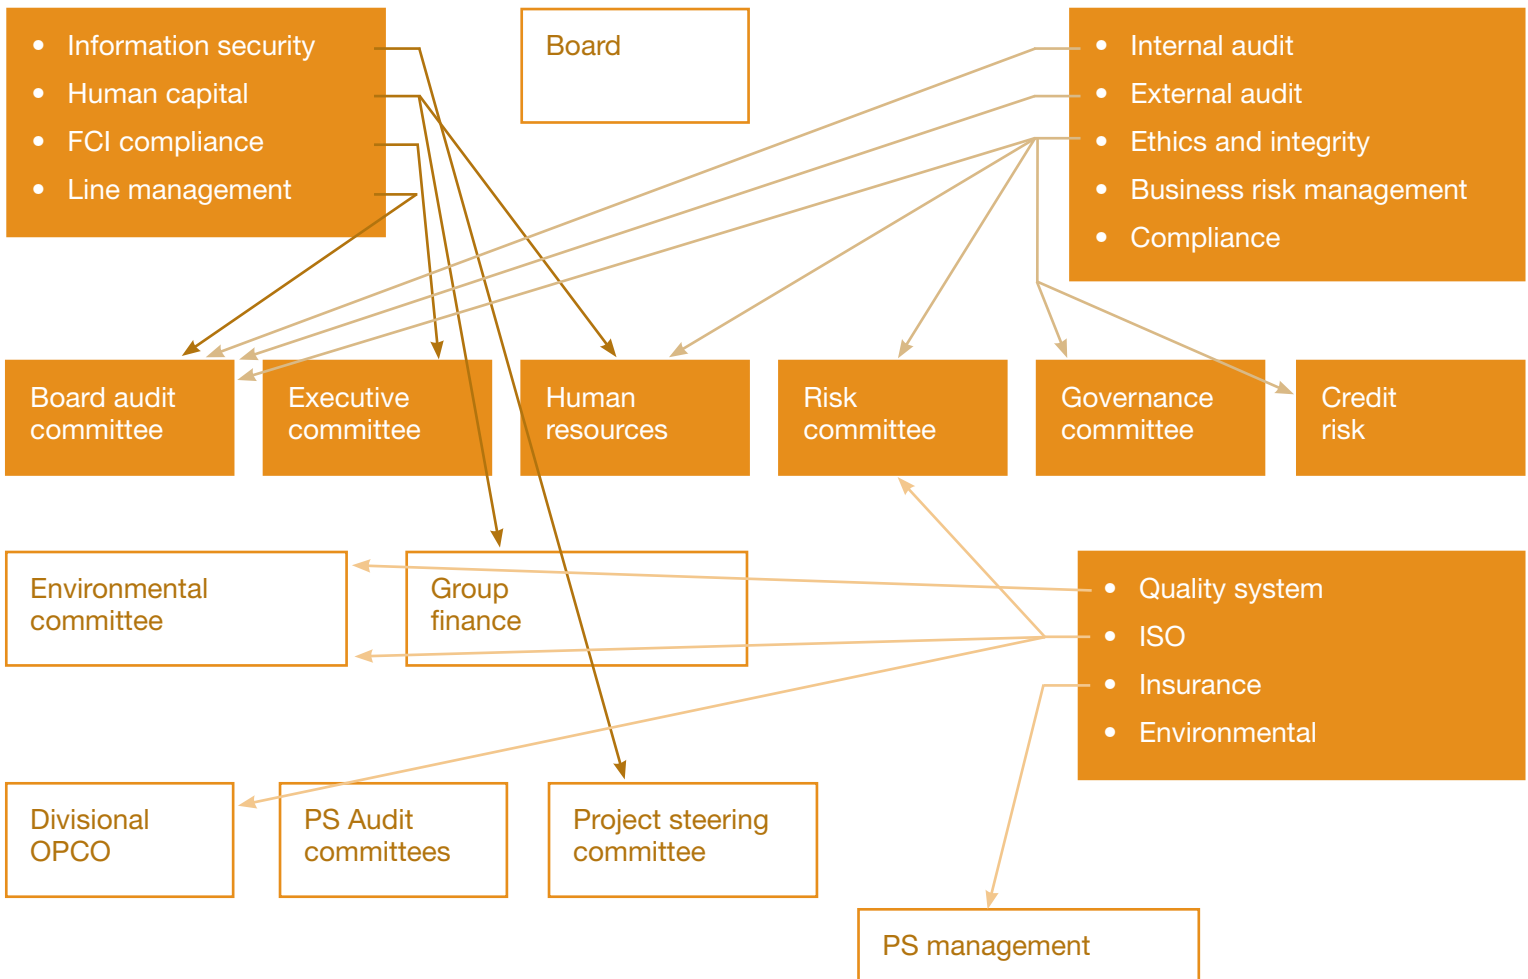 • Information security
• Human capital
• FCI compliance
• Line management
Board
• Internal audit
• External audit
• Ethics and integrity
• Business risk management
• Compliance
Board audit
committee
Executive
committee
Human
resources
Risk
committee
Governance
committee
Credit
risk
Environmental
committee
Group
finance
• Quality system
• ISO
• Insurance
• Environmental
Divisional
OPCO
PS Audit
committees
Project steering
committee
PS management